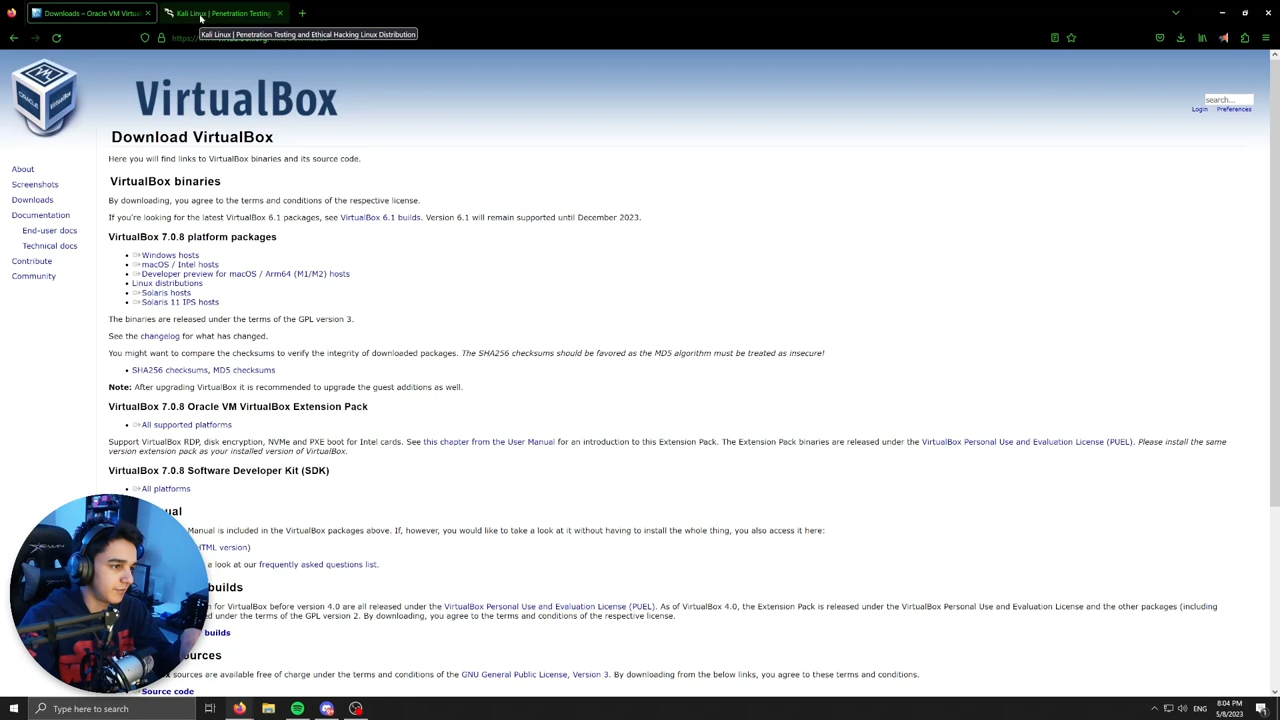 Downloads – Oracle VM Virtua
Kali Linux | Penetration Testing
Kali Linux | Penetration Testing and Ethical Hacking Linux Distribution
VirtualBox
search...
Login Preferences
Download VirtualBox
Here you will find links to VirtualBox binaries and its source code.
About
Screenshots
Downloads
Documentation
End-user docs
Technical docs
Contribute
Community
VirtualBox binaries
By downloading, you agree to the terms and conditions of the respective license.
If you're looking for the latest VirtualBox 6.1 packages, see VirtualBox 6.1 builds. Version 6.1 will remain supported until December 2023.
VirtualBox 7.0.8 platform packages
Windows hosts
macOS / Intel hosts
Developer preview for macOS / Arm64 (M1/M2) hosts
Linux distributions
Solaris hosts
Solaris 11 IPS hosts
The binaries are released under the terms of the GPL version 3.
See the changelog for what has changed.
You might want to compare the checksums to verify the integrity of downloaded packages. The SHA256 checksums should be favored as the MD5 algorithm must be treated as insecure!
SHA256 checksums, MD5 checksums
Note: After upgrading VirtualBox it is recommended to upgrade the guest additions as well.
VirtualBox 7.0.8 Oracle VM VirtualBox Extension Pack
All supported platforms
Support VirtualBox RDP, disk encryption, NVMe and PXE boot for Intel cards. See this chapter from the User Manual for an introduction to this Extension Pack. The Extension Pack binaries are released under the VirtualBox Personal Use and Evaluation License (PUEL). Please install the same
version extension pack as your installed version of VirtualBox.
VirtualBox 7.0.8 Software Developer Kit (SDK)
All platforms
ual
Manual is included in the VirtualBox packages above. If, however, you would like to take a look at it without having to install the whole thing, you also access it here:
HTML version)
a look at our frequently asked questions list.
builds
n for VirtualBox before version 4.0 are all released under the VirtualBox Personal Use and Evaluation License (PUEL). As of VirtualBox 4.0, the Extension Pack is released under the VirtualBox Personal Use and Evaluation License and the other packages (including
ed under the terms of the GPL version 2. By downloading, you agree to the terms and conditions of the respective license.
builds
ources
x sources are available free of charge under the terms and conditions of the GNU General Public License, Version 3. By downloading from the below links, you agree to these terms and conditions.
Source code
Type here to search
ENG
8:04 PM
5/8/2023